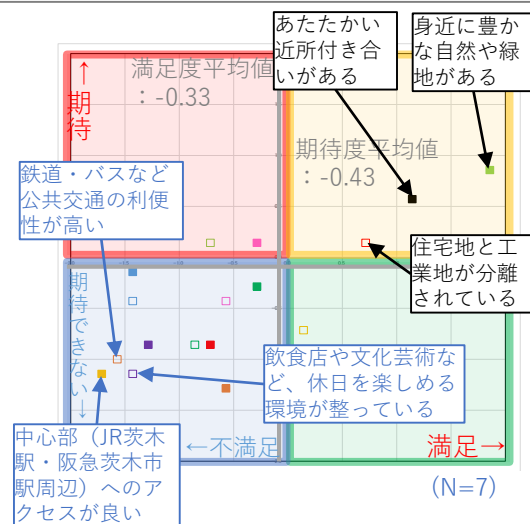 あたたかい
近所付き合
いがある
身近に豊か
な自然や緑
地がある
↑期待
満足度平均値
：-0.33
期待度平均値
：-0.43
鉄道・バスなど
公共交通の利便
性が高い
住宅地と工
業地が分離
されている
期待できない↓
飲食店や文化芸術な
ど、休日を楽しめる
環境が整っている
中心部（JR茨木
駅・阪急茨木市
駅周辺）へのア
クセスが良い
←不満足
満足→
(N=7)